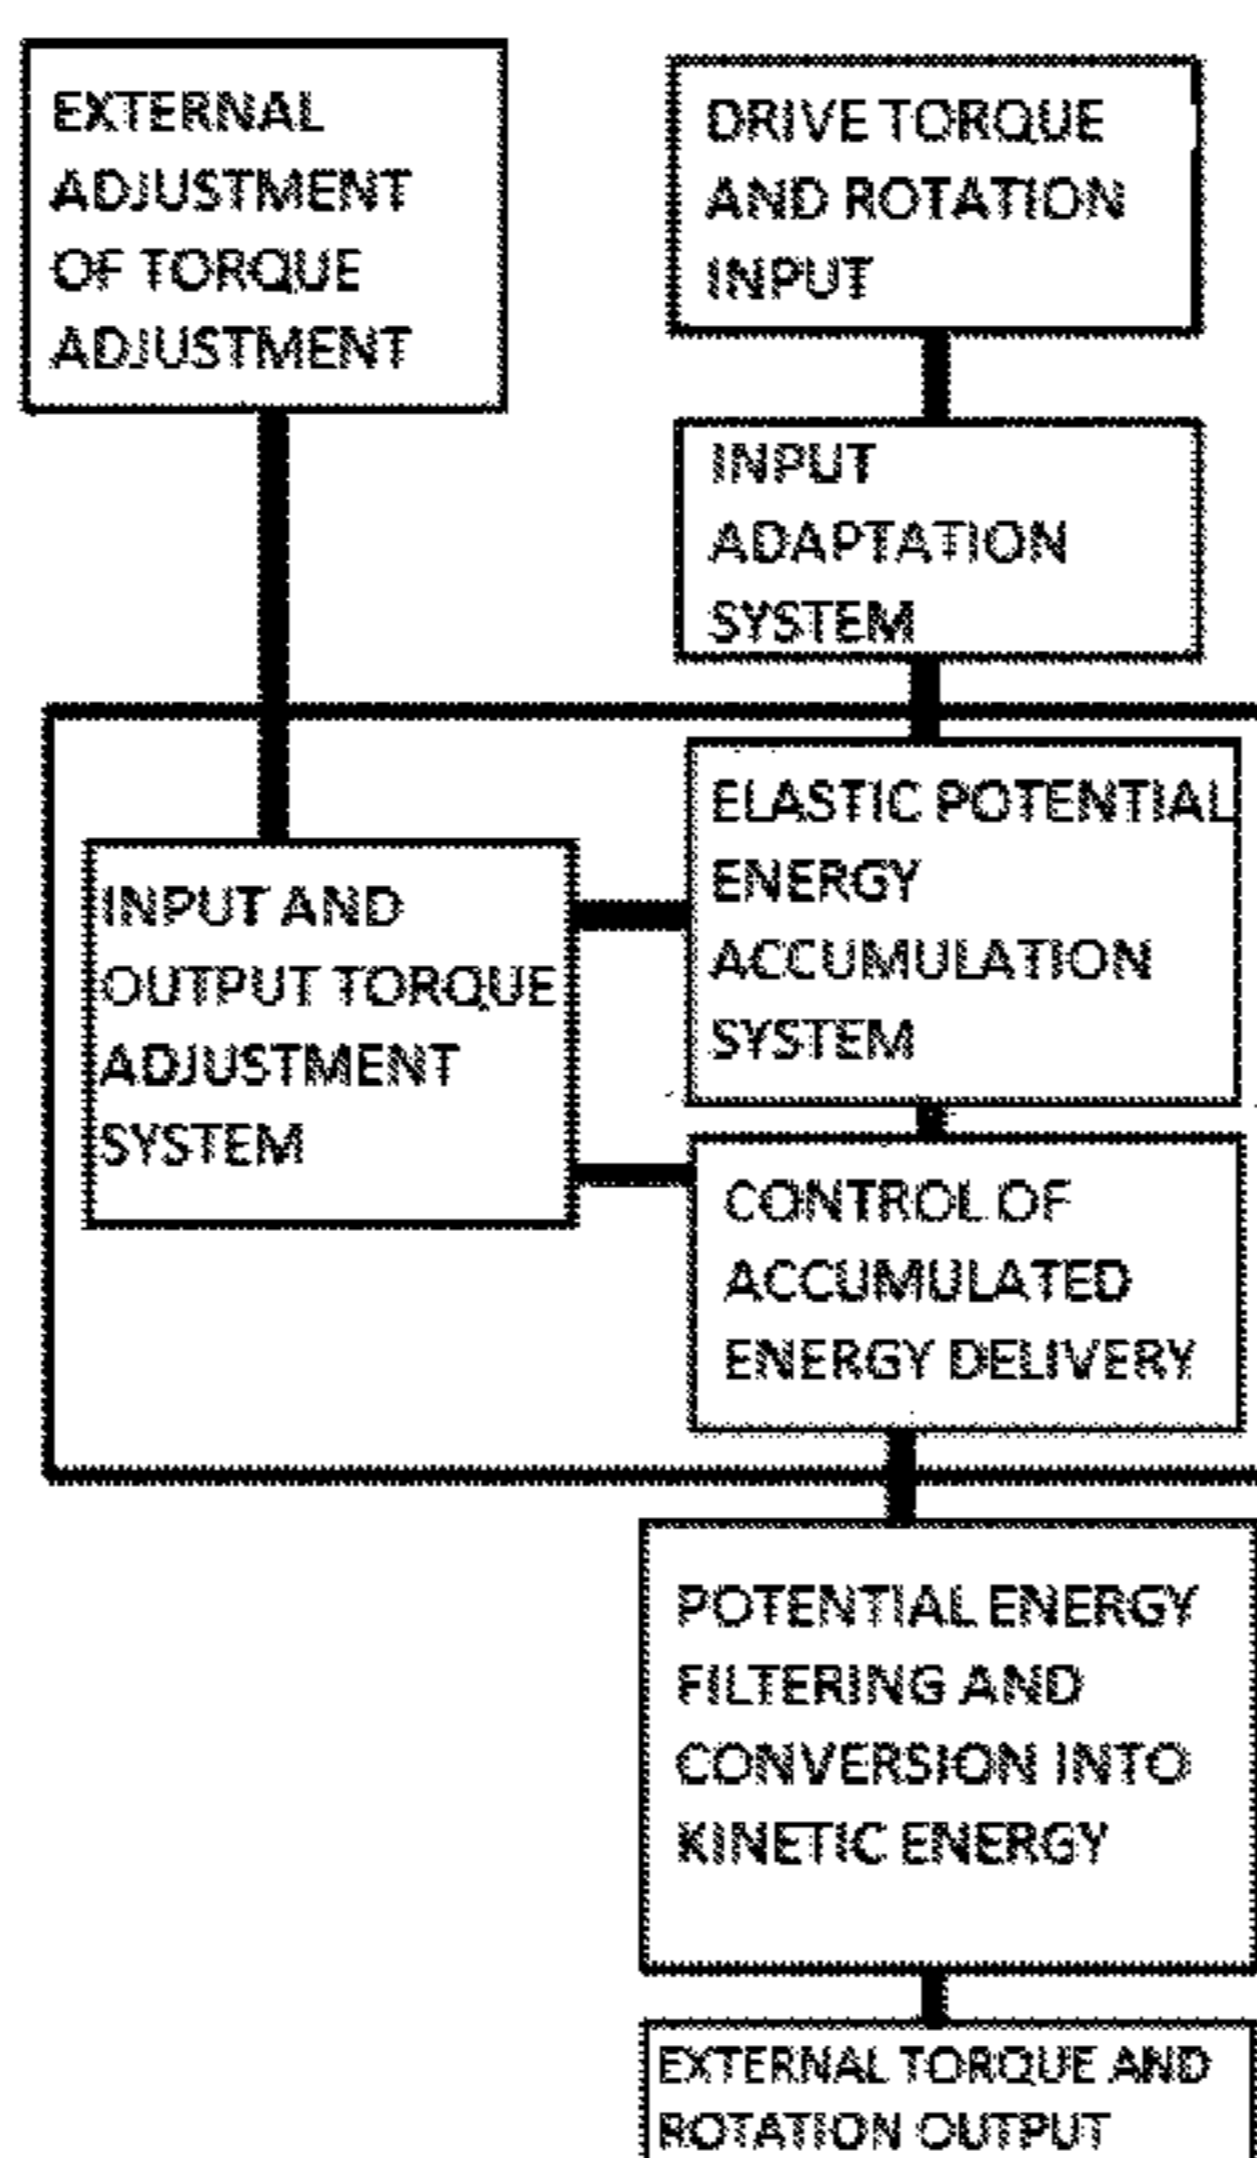 EXTERNAL
ADJUSTMENT
OF TORQUE
ADJUSTMENT
DRIVE TORQUE
AND ROTATION
INPUT
INPUT
ADAPTATION
SYSTEM
INPUT AND
OUTPUT TORQUE
ADJUSTMENT
SYSTEM
ELASTIC POTENTIAL
ENERGY
ACCUMULATION
SYSTEM
CONTROL OF
ACCUMULATED
ENERGY DELIVERY
POTENTIAL ENERGY
FILTERING AND
CONVERSION INTO
KINETIC ENERGY
EXTERNAL TORQUE AND
ROTATION OUTPUT